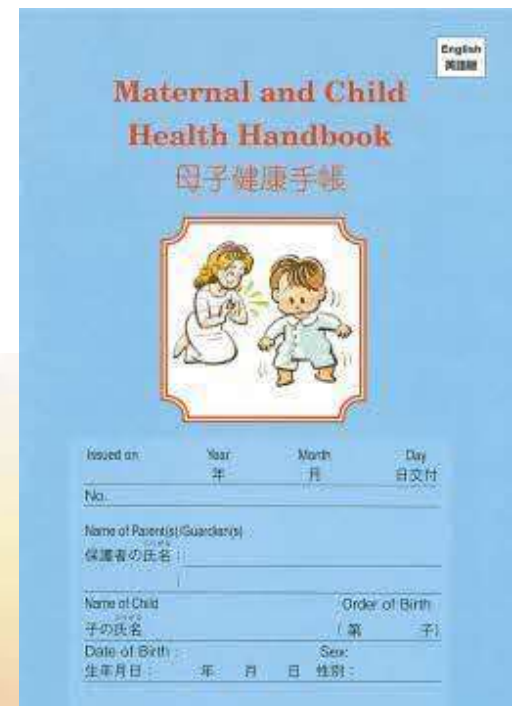 English
英語版
Maternal and Child
Health Handbook
母子健康手帳
Issued on Year Month Day
年 月 日交付
No.
Name of Parent(s)/Guardian(s)
保護者の氏名:
Name of Child Order of Birth
子の氏名 (第 子)
Date of Birth : Sex:
生年月日: 年 月 日 性別: